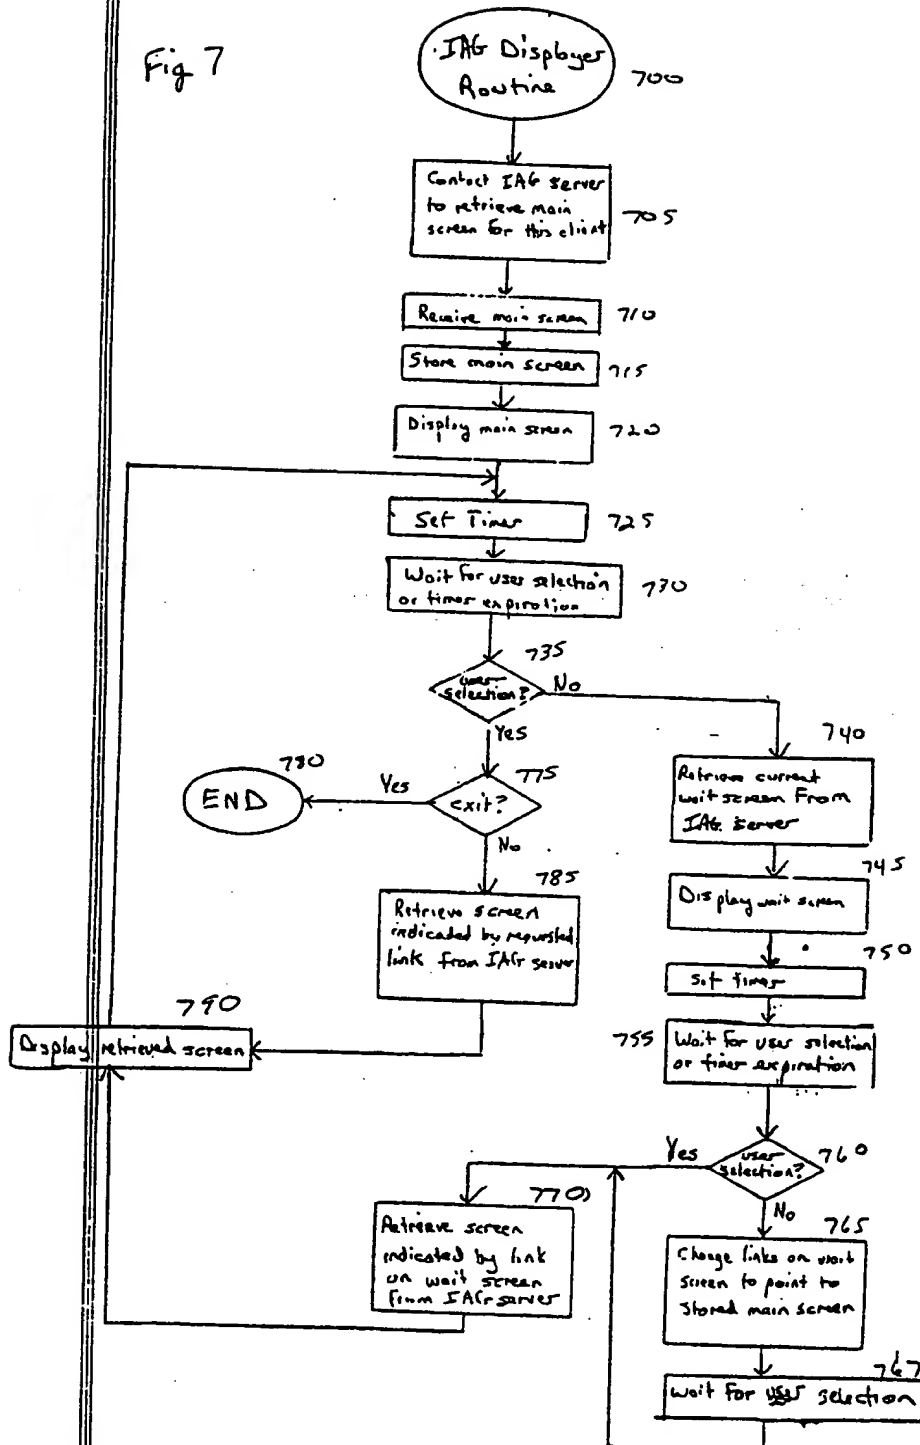 Fig 7
IAG Displayer
Routine
700
Contact IAG server
to retrieve main
screen for this client
705
Receive main screen
710
Store main screen
715
Display main screen
720
Set Timer
725
Wait for user selection
or timer expiration
730
735
user
selection?
No
Yes
740
Retrieve current
wait screen From
IAG server
780
END
Yes
775
exit?
No
745
Display wait screen
785
Retrieve screen
indicated by requested
link from IAG server
750
Set timer
790
Display retrieved screen
755
Wait for user selection
or timer expiration
Yes
user
selection?
760
No
770
Retrieve screen
indicated by link
on wait screen
from IAG server
765
Change links on wait
screen to point to
stored main screen
767
Wait for user selection